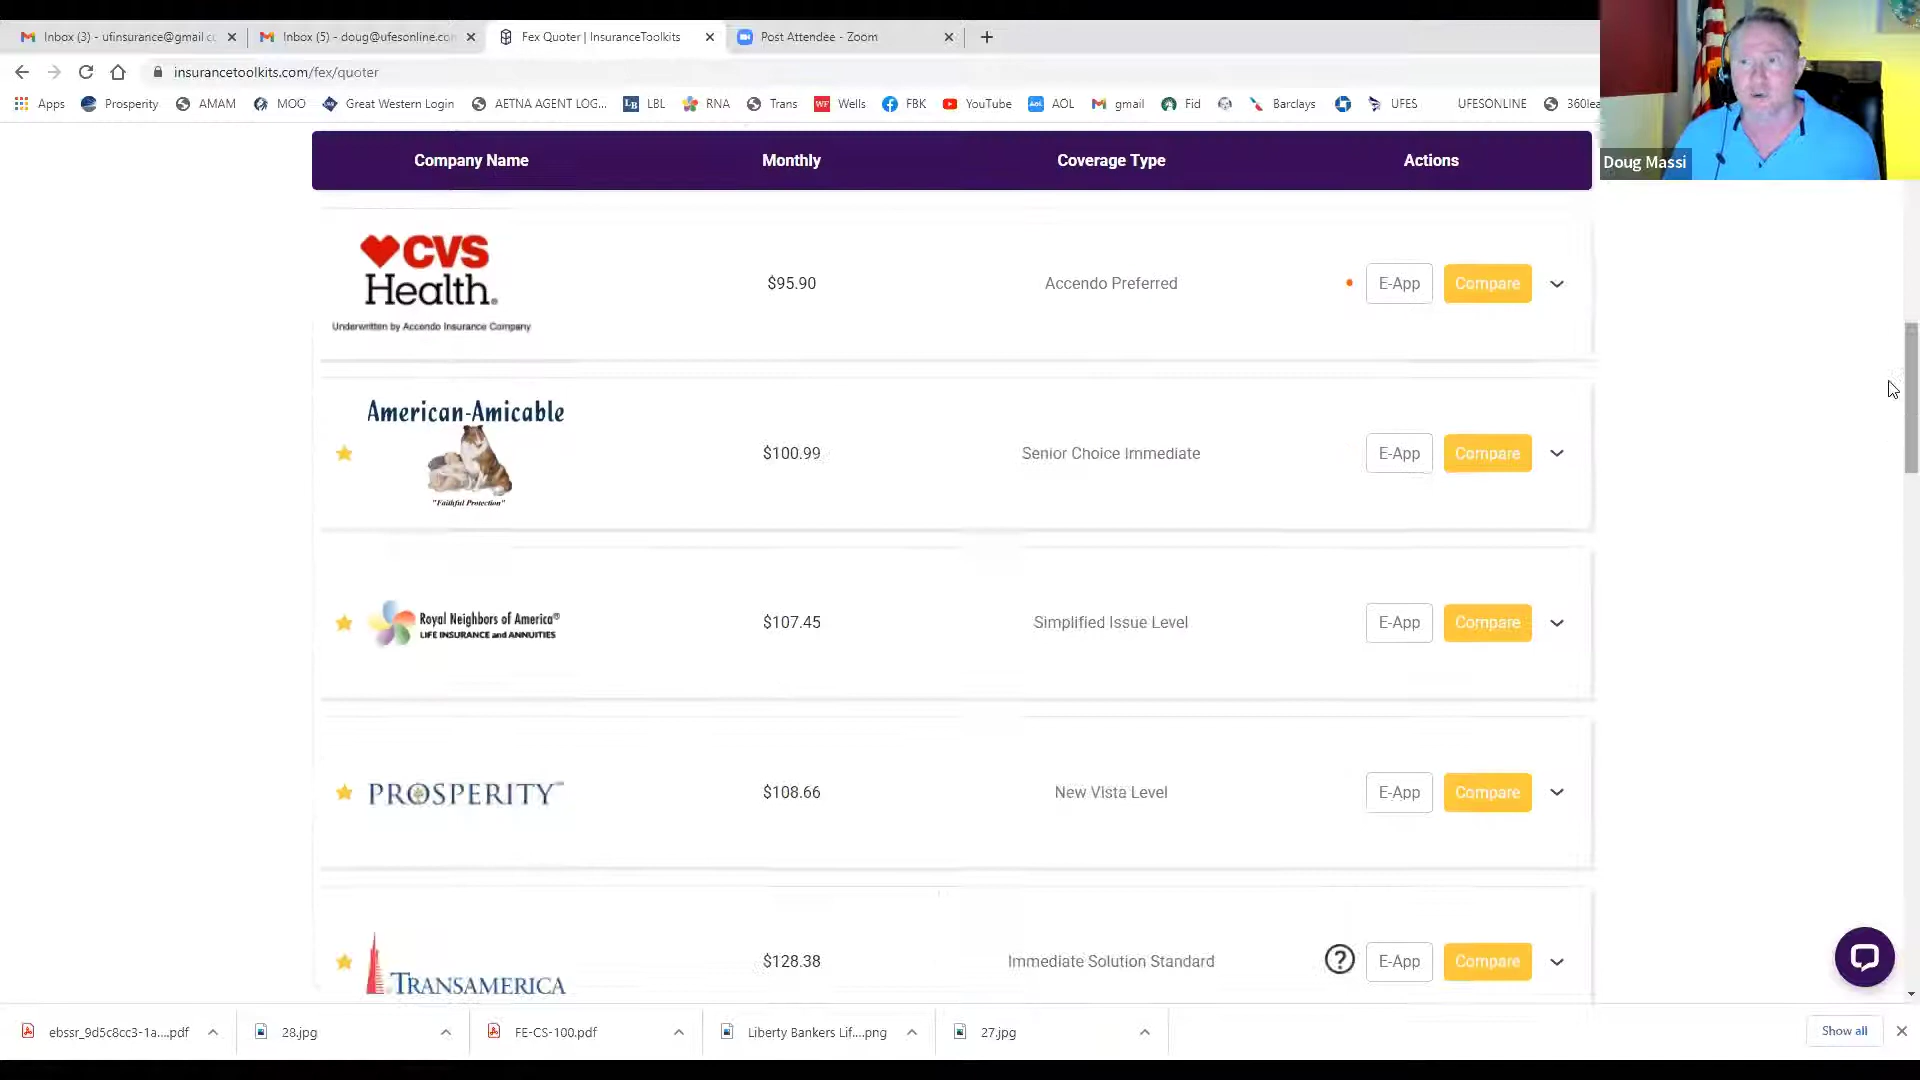 Inbox (3) - ufinsurance@gmail.c
Inbox (5) - doug@ufesonline.co
Fex Quoter | InsuranceToolkits
Post Attendee - Zoom
insurancetoolkits.com/fex/quoter
Apps
Prosperity
AMAM
MOO
Great Western Login
AETNA AGENT LOG...
LB LBL
RNA
Trans
WF Wells
FBK
YouTube
Aol. AOL
gmail
Fid
Barclays
UFES
UFESONLINE
360lea
Doug Massi
Company Name Monthly Coverage Type Actions
CVS
Health.
Underwritten by Accendo Insurance Company
$95.90 Accendo Preferred E-App Compare
American-Amicable
"Faithful Protection"
$100.99 Senior Choice Immediate E-App Compare
Royal Neighbors of America®
LIFE INSURANCE and ANNUITIES
$107.45 Simplified Issue Level E-App Compare
PROSPERITY
$108.66 New Vista Level E-App Compare
TRANSAMERICA
$128.38 Immediate Solution Standard ? E-App Compare
ebssr_9d5c8cc3-1a....pdf
28.jpg
FE-CS-100.pdf
Liberty Bankers Lif....png
27.jpg
Show all